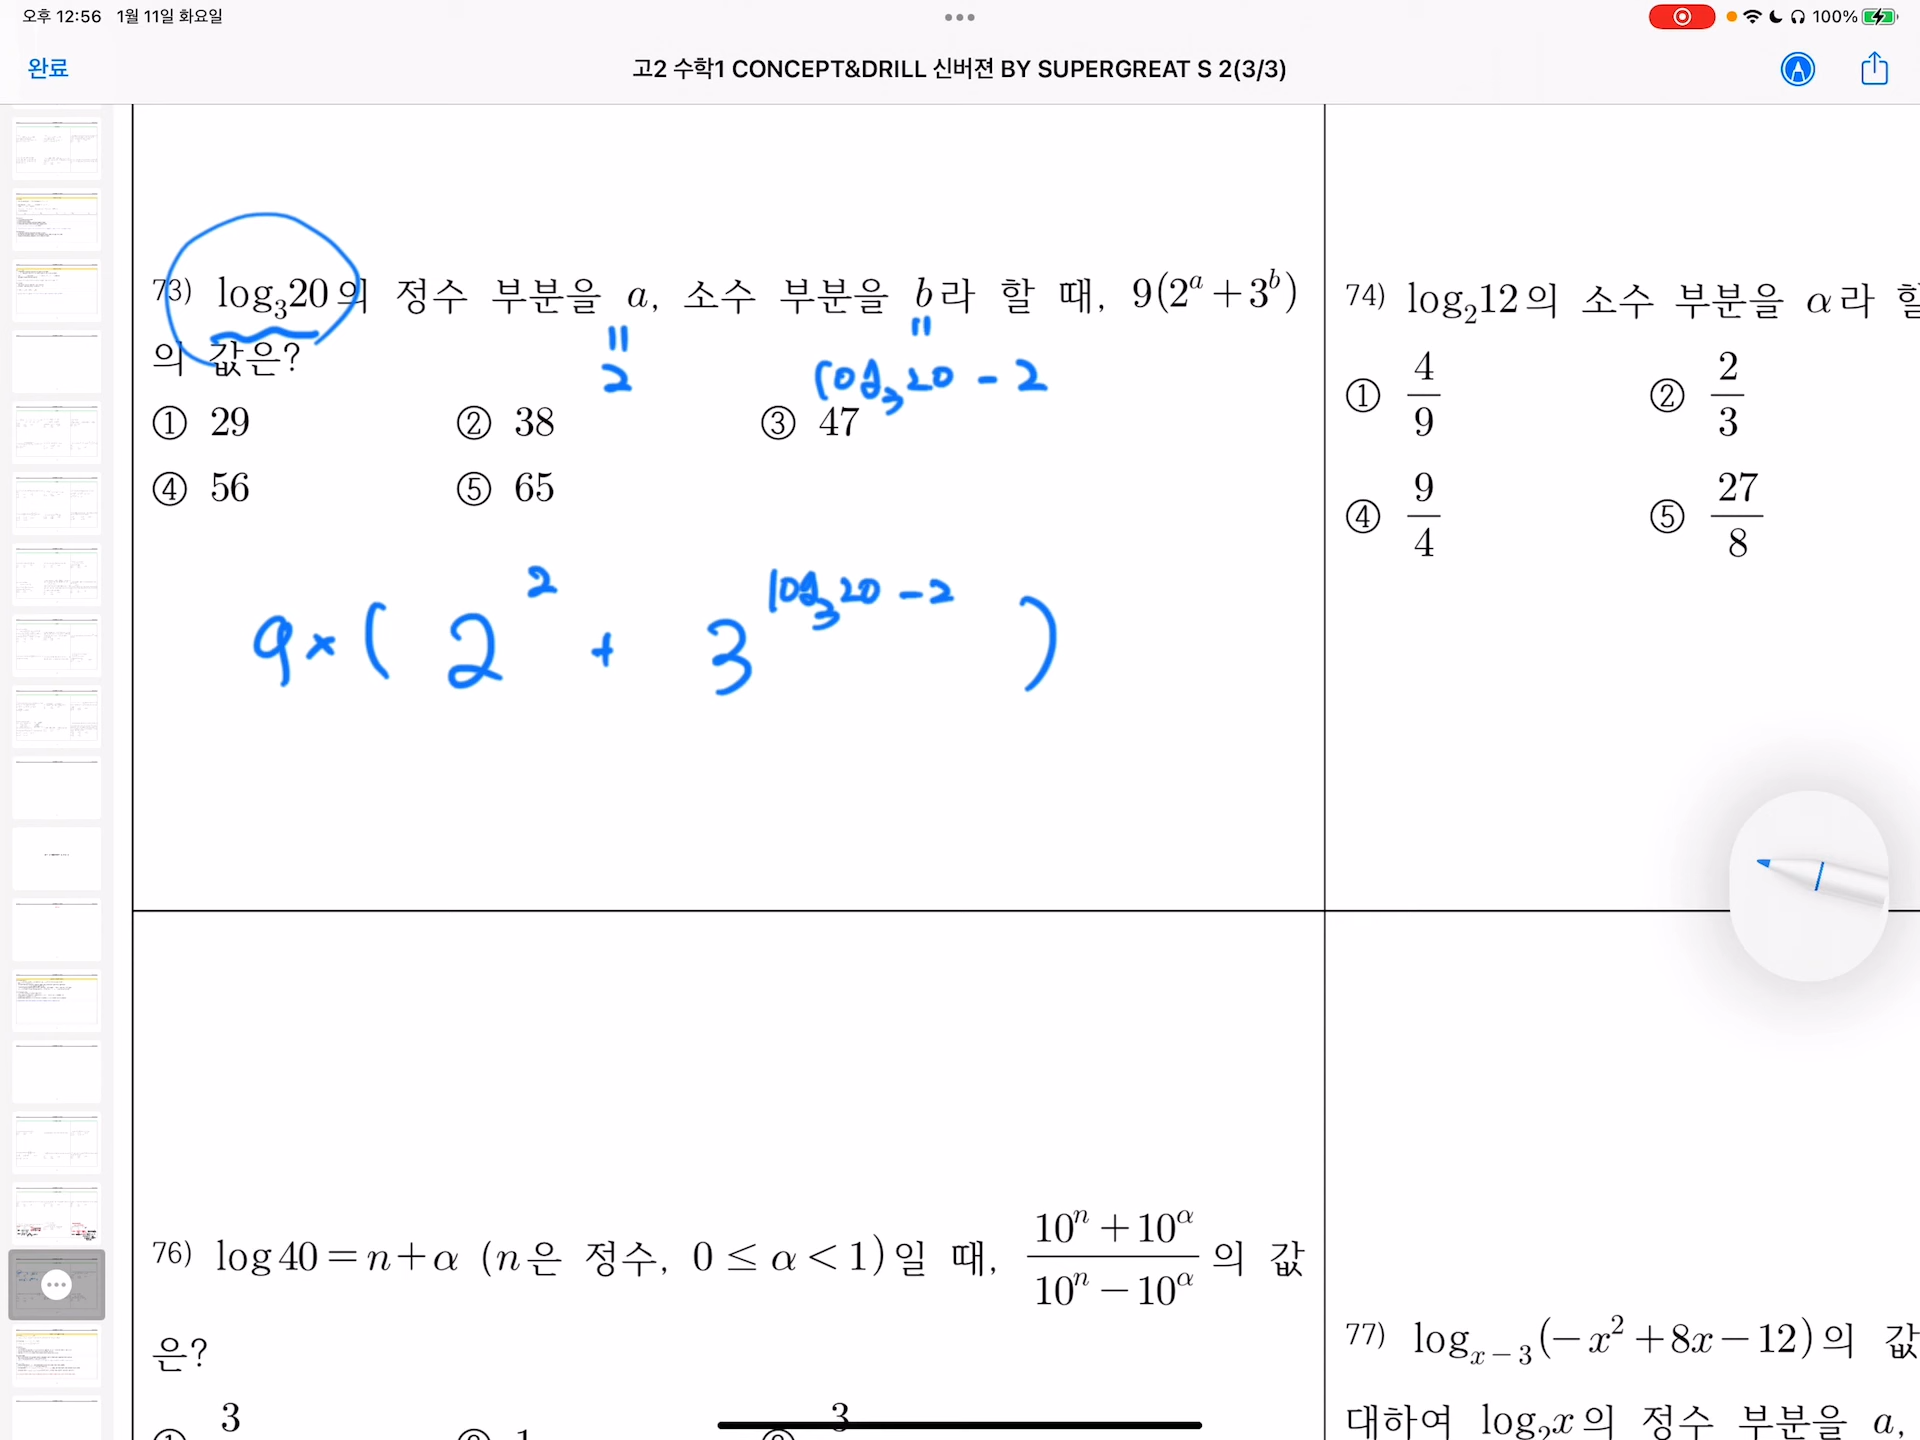 오후 12:56 1월 11일 화요일
100%
완료
고2 수학1 CONCEPT&DRILL 신버젼 BY SUPERGREAT S 2(3/3)
73) log₃20의 정수 부분을 a, 소수 부분을 b라 할 때, 9(2ᵃ+3ᵇ)
의 값은?
=2
=log₃20-2
① 29 ② 38 ③ 47
④ 56 ⑤ 65
9×(2² + 3^(log₃20-2))
74) log₂12의 소수 부분을 α라 할
① 4/9 ② 2/3
④ 9/4 ⑤ 27/8
76) log40=n+α (n은 정수, 0≤α<1)일 때, (10ⁿ+10^α)/(10ⁿ-10^α)의 값
은?
3 1 3
77) log_{x-3}(-x²+8x-12)의 값
대하여 log₂x의 정수 부분을 a,